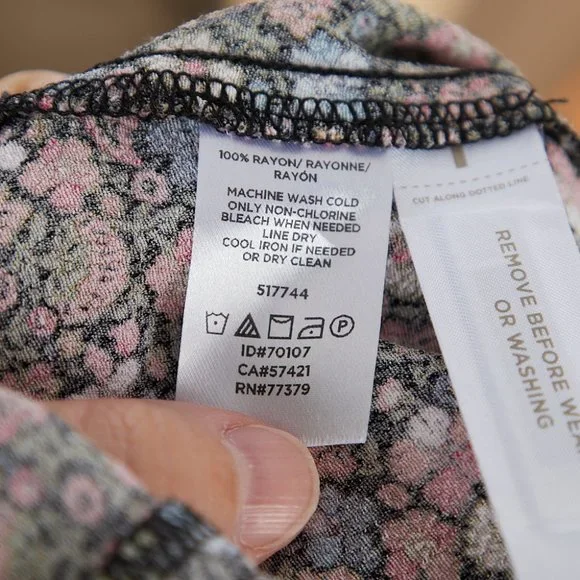 100% RAYON/ RAYONNE/
RAYÓN
MACHINE WASH COLD
ONLY NON-CHLORINE
BLEACH WHEN NEEDED
LINE DRY
COOL IRON IF NEEDED
OR DRY CLEAN
517744
P
ID#70107
CA#57421
RN#77379
CUT ALONG DOTTED LINE
REMOVE BEFORE WEA
OR WASHING